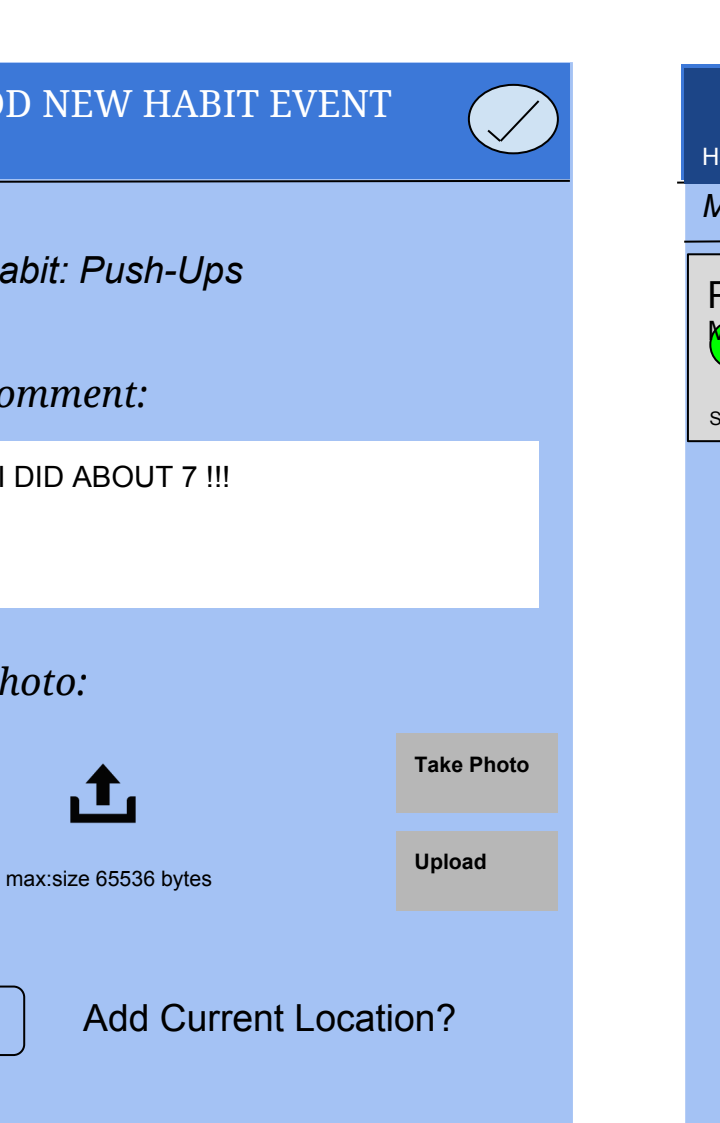 DD NEW HABIT EVENT
abit: Push-Ups
omment:
I DID ABOUT 7 !!!
hoto:
Take Photo
Upload
max:size 65536 bytes
Add Current Location?
H
M
S